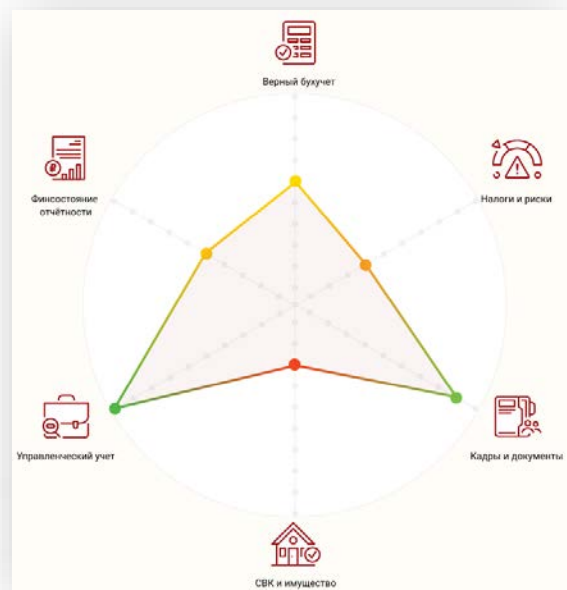 Верный бухучет
Налоги и риски
Кадры и документы
СВК и имущество
Управленческий учет
Финсостояние
отчётности